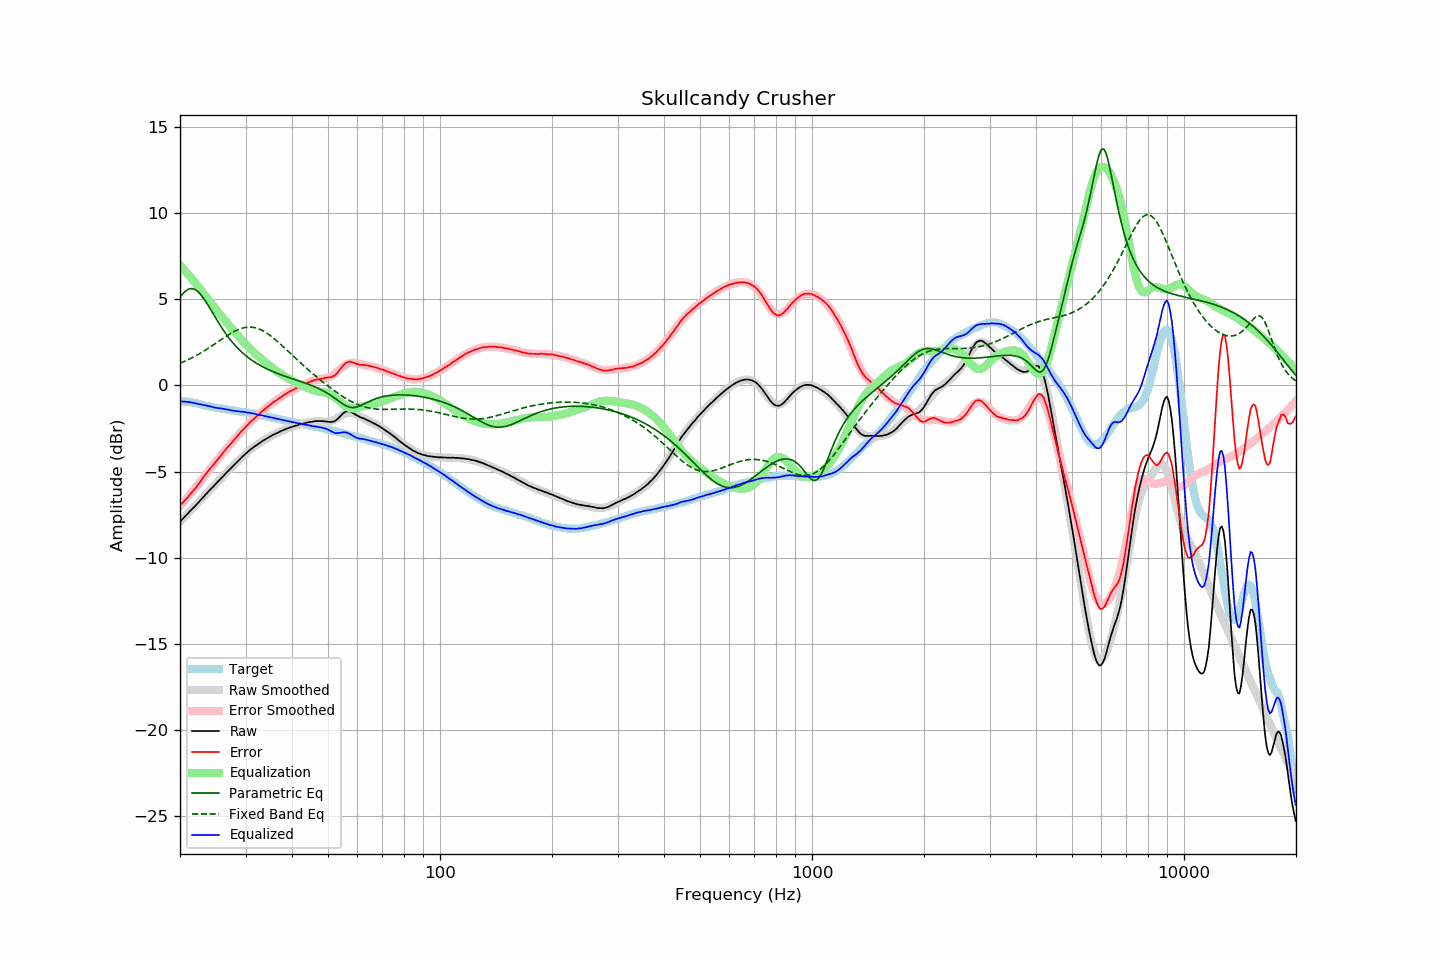 Skullcandy Crusher
15
10
5
0
−5
−10
−15
−20
−25
Amplitude (dBr)
Target
Raw Smoothed
Error Smoothed
Raw
Error
Equalization
Parametric Eq
Fixed Band Eq
Equalized
100 1000 10000
Frequency (Hz)